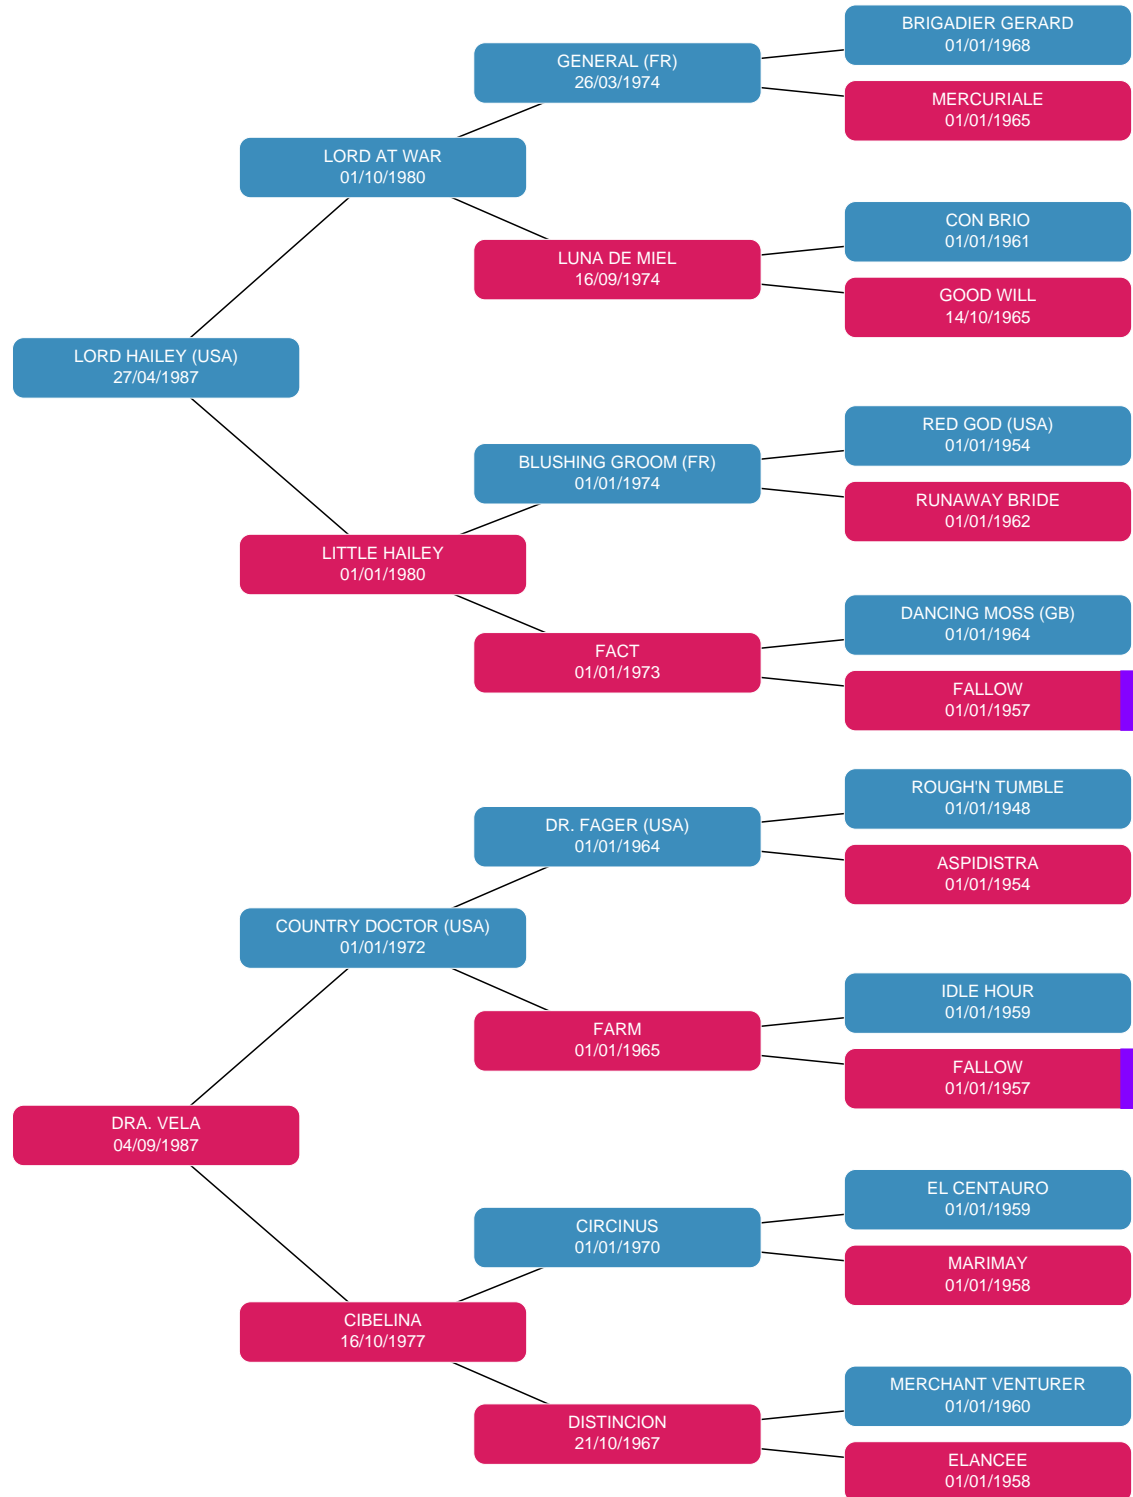 BRIGADIER GERARD
01/01/1968
GENERAL (FR)
26/03/1974
MERCURIALE
01/01/1965
LORD AT WAR
01/10/1980
CON BRIO
01/01/1961
LUNA DE MIEL
16/09/1974
GOOD WILL
14/10/1965
LORD HAILEY (USA)
27/04/1987
RED GOD (USA)
01/01/1954
BLUSHING GROOM (FR)
01/01/1974
RUNAWAY BRIDE
01/01/1962
LITTLE HAILEY
01/01/1980
DANCING MOSS (GB)
01/01/1964
FACT
01/01/1973
FALLOW
01/01/1957
ROUGH'N TUMBLE
01/01/1948
DR. FAGER (USA)
01/01/1964
ASPIDISTRA
01/01/1954
COUNTRY DOCTOR (USA)
01/01/1972
IDLE HOUR
01/01/1959
FARM
01/01/1965
FALLOW
01/01/1957
DRA. VELA
04/09/1987
EL CENTAURO
01/01/1959
CIRCINUS
01/01/1970
MARIMAY
01/01/1958
CIBELINA
16/10/1977
MERCHANT VENTURER
01/01/1960
DISTINCION
21/10/1967
ELANCEE
01/01/1958